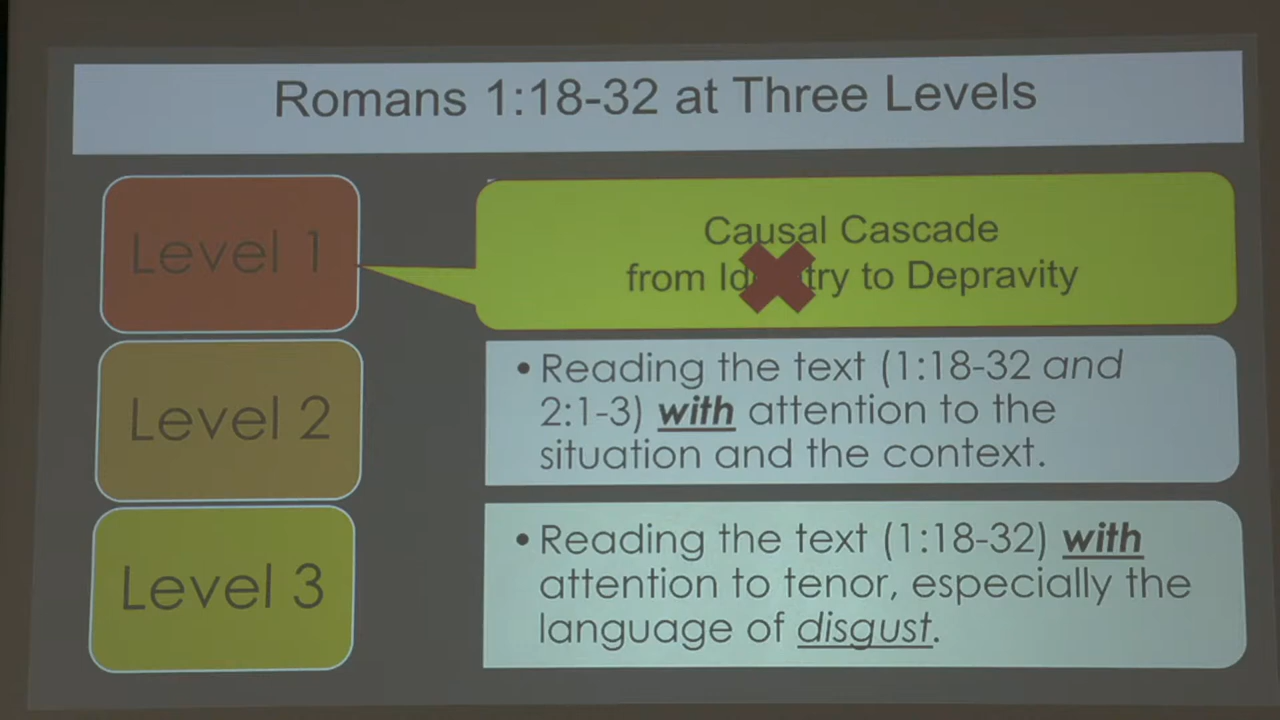 Romans 1:18-32 at Three Levels
Level 1
Causal Cascade
from to Depravity
Level 2
• Reading the text (1:18-32 and
2:1-3) with attention to the
situation and the context.
Level 3
• Reading the text (1:18-32) with
attention to tenor, especially the
language of disgust.